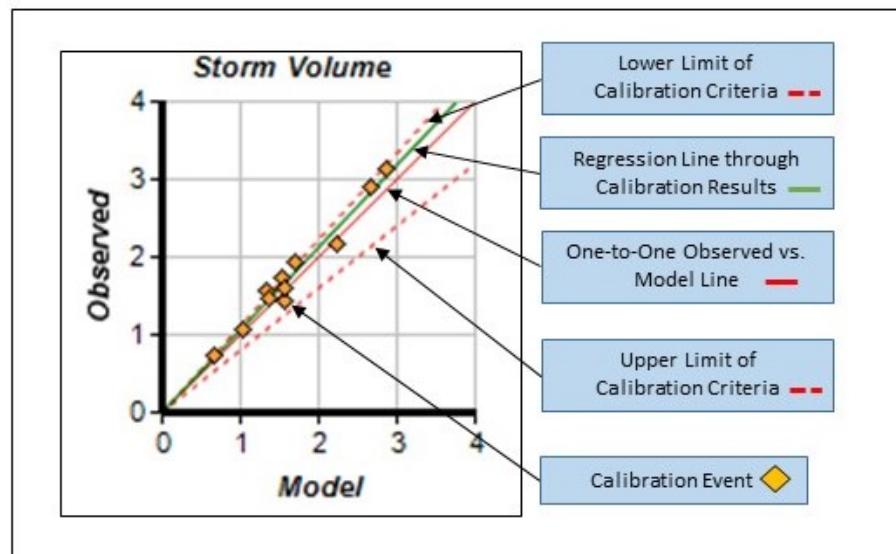 Storm Volume
4
3
2
1
0
0 1 2 3 4
Observed
Model
Lower Limit of
Calibration Criteria
Regression Line through
Calibration Results
One-to-One Observed vs.
Model Line
Upper Limit of
Calibration Criteria
Calibration Event